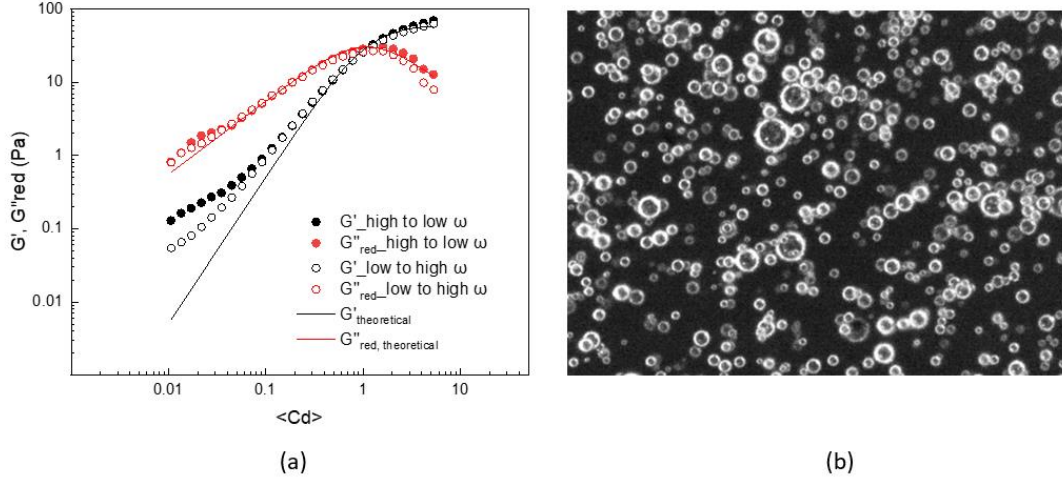 100
10
1
0.1
0.01
G', G"red (Pa)
G'_high to low ω
G"red_high to low ω
G'_low to high ω
G"red_low to high ω
G'theoretical
G"red, theoretical
0.01 0.1 1 10
<Cd>
(a) (b)